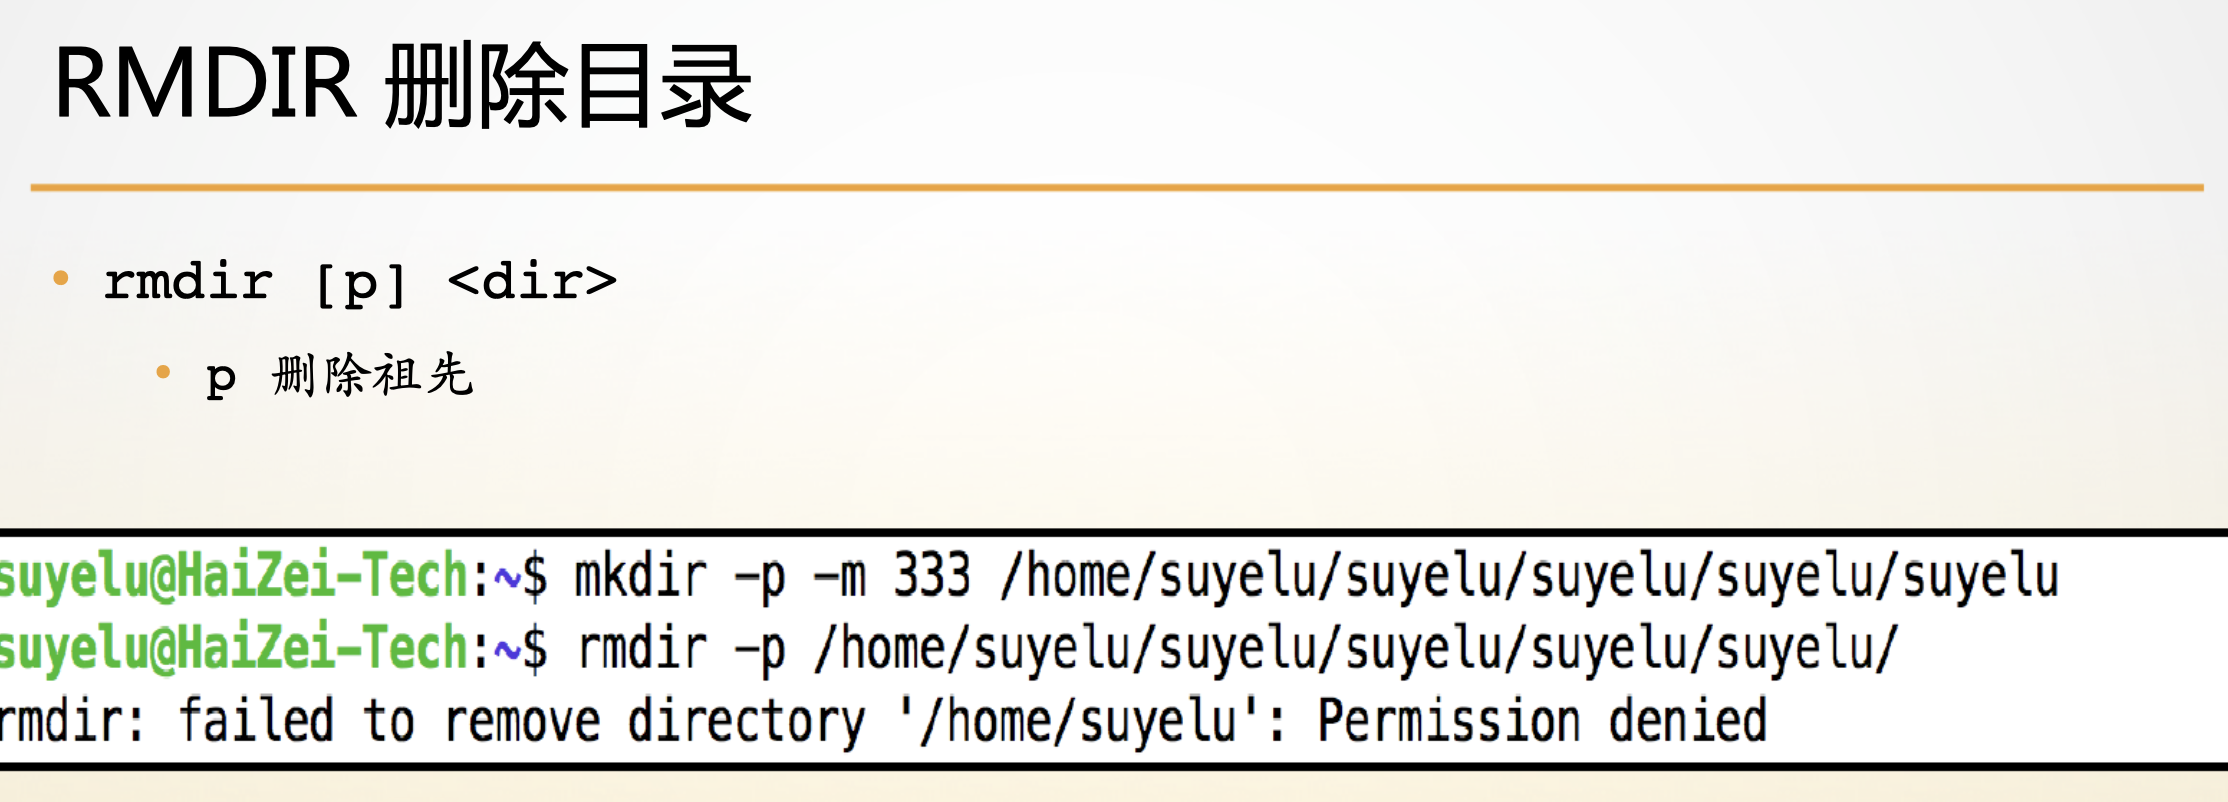 RMDIR 删除目录
• rmdir [p] <dir>
• p 删除祖先
suyelu@HaiZei-Tech:~$ mkdir -p -m 333 /home/suyelu/suyelu/suyelu/suyelu/suyelu
suyelu@HaiZei-Tech:~$ rmdir -p /home/suyelu/suyelu/suyelu/suyelu/suyelu/
rmdir: failed to remove directory '/home/suyelu': Permission denied